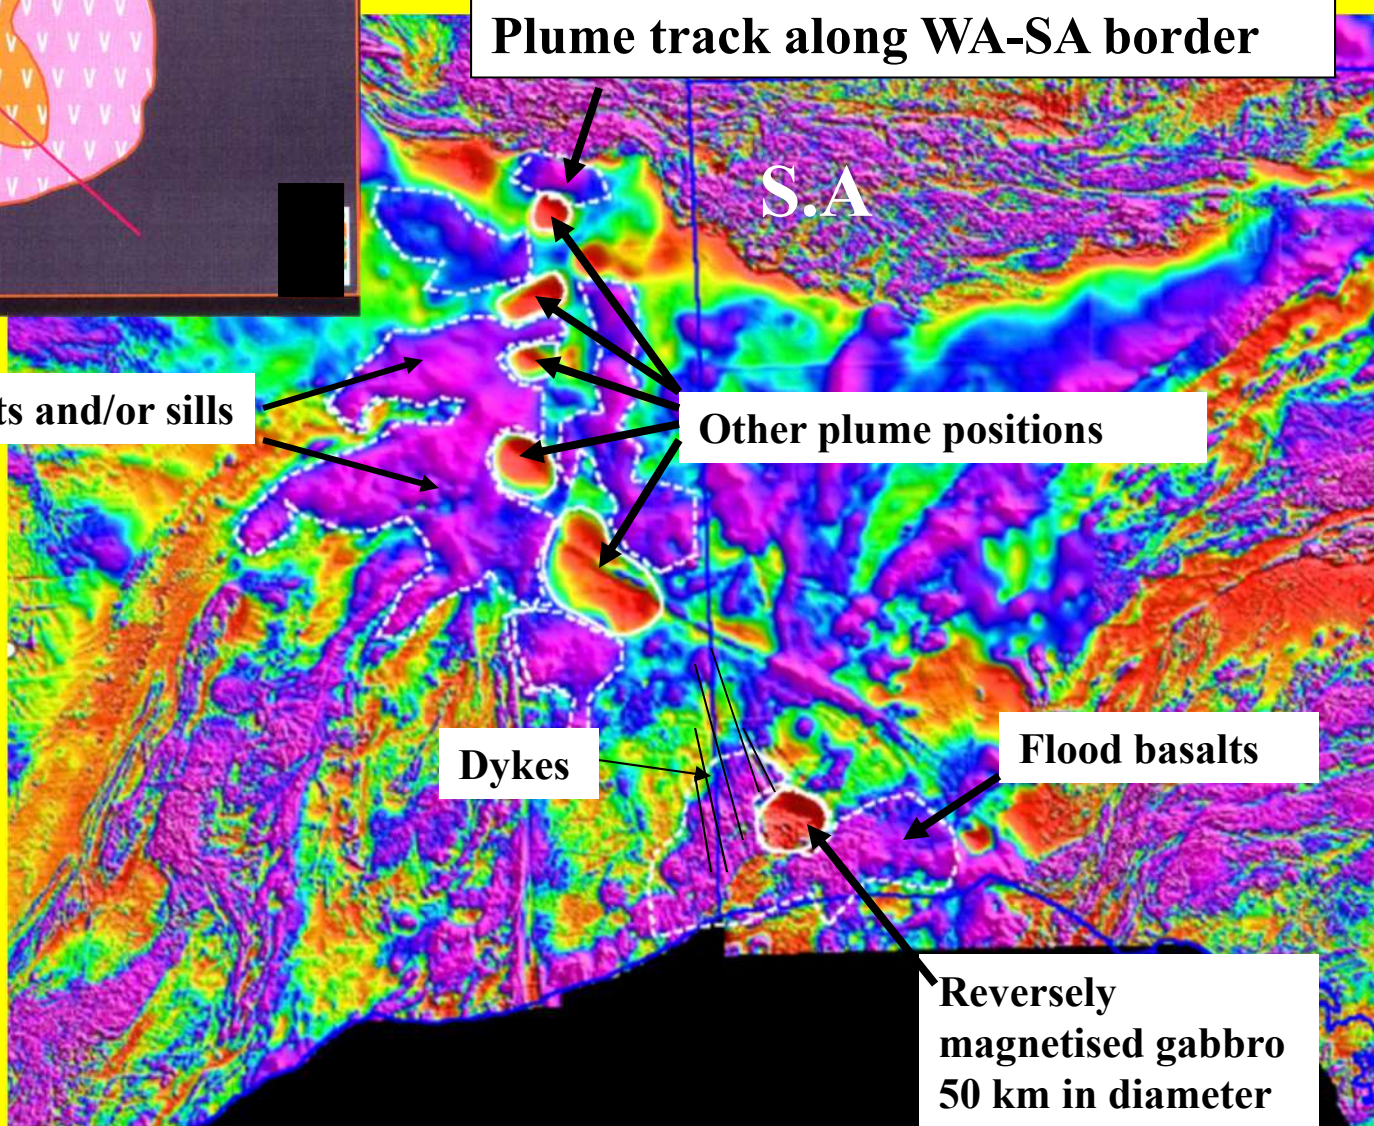 Plume track along WA-SA border
S.A
ts and/or sills
Other plume positions
Dykes
Flood basalts
Reversely
magnetised gabbro
50 km in diameter